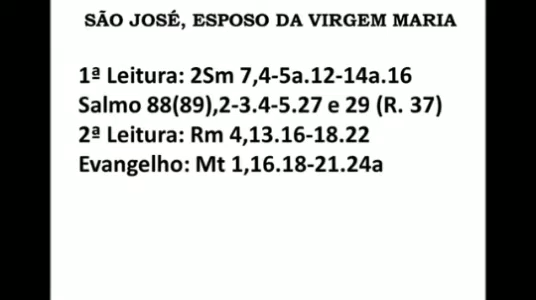 SÃO JOSÉ, ESPOSO DA VIRGEM MARIA
1ª Leitura: 2Sm 7,4-5a.12-14a.16
Salmo 88(89),2-3.4-5.27 e 29 (R. 37)
2ª Leitura: Rm 4,13.16-18.22
Evangelho: Mt 1,16.18-21.24a